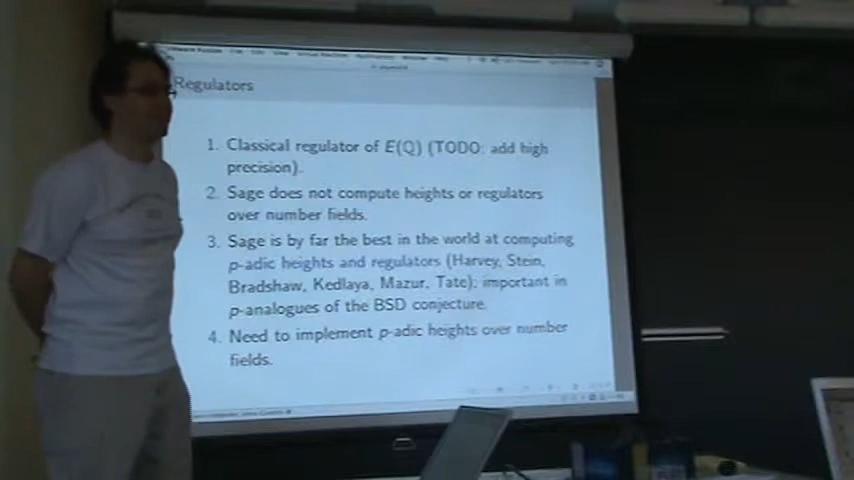 Regulators
1. Classical regulator of E(Q) (TODO: add high
precision).
2. Sage does not compute heights or regulators
over number fields.
3. Sage is by far the best in the world at computing
p-adic heights and regulators (Harvey, Stein,
Bradshaw, Kedlaya, Mazur, Tate); important in
p-analogues of the BSD conjecture.
4. Need to implement p-adic heights over number
fields.